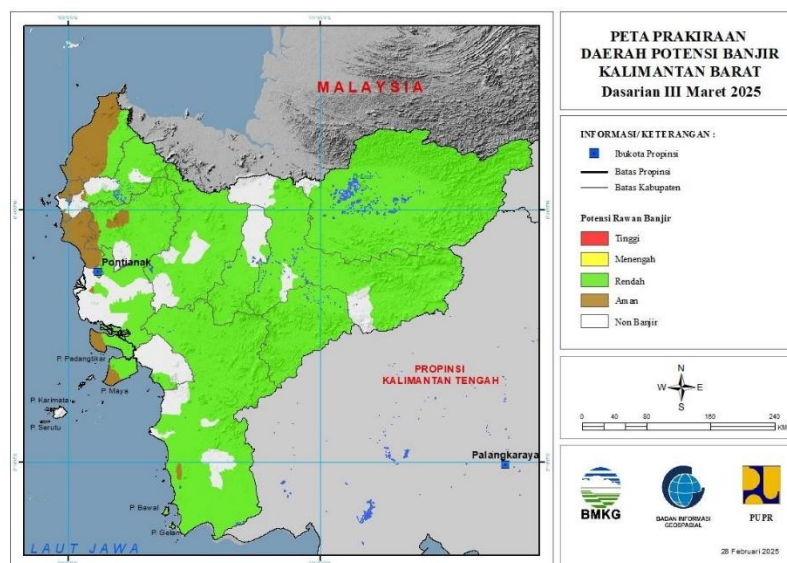 PETA PRAKIRAAN
DAERAH POTENSI BANJIR
KALIMANTAN BARAT
Dasarian III Maret 2025
INFORMASI/KETERANGAN :
Ibukota Propinsi
Batas Propinsi
Batas Kabupaten
Potensi Rawan Banjir
Tinggi
Menengah
Rendah
Aman
Non Banjir
N
W E
S
0 40 80 160 240
KM
BMKG
BADAN INFORMASI
GEOSPASIAL
PUPR
28 Februari 2025
MALAYSIA
Pontianak
P. Padangtikar
P. Maya
P. Karimata
P. Serutu
PROPINSI
KALIMANTAN TENGAH
Palangkaraya
P. Bawal
P. Gelam
LAUT JAWA